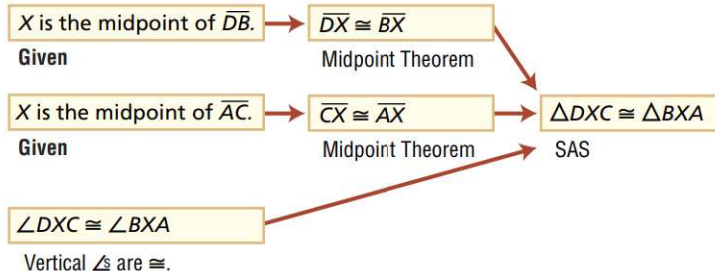 X is the midpoint of D̅B̅.
Given
D̅X̅ ≅ B̅X̅
Midpoint Theorem
X is the midpoint of A̅C̅.
Given
C̅X̅ ≅ A̅X̅
Midpoint Theorem
△DXC ≅ △BXA
SAS
∠DXC ≅ ∠BXA
Vertical ∠s are ≅.